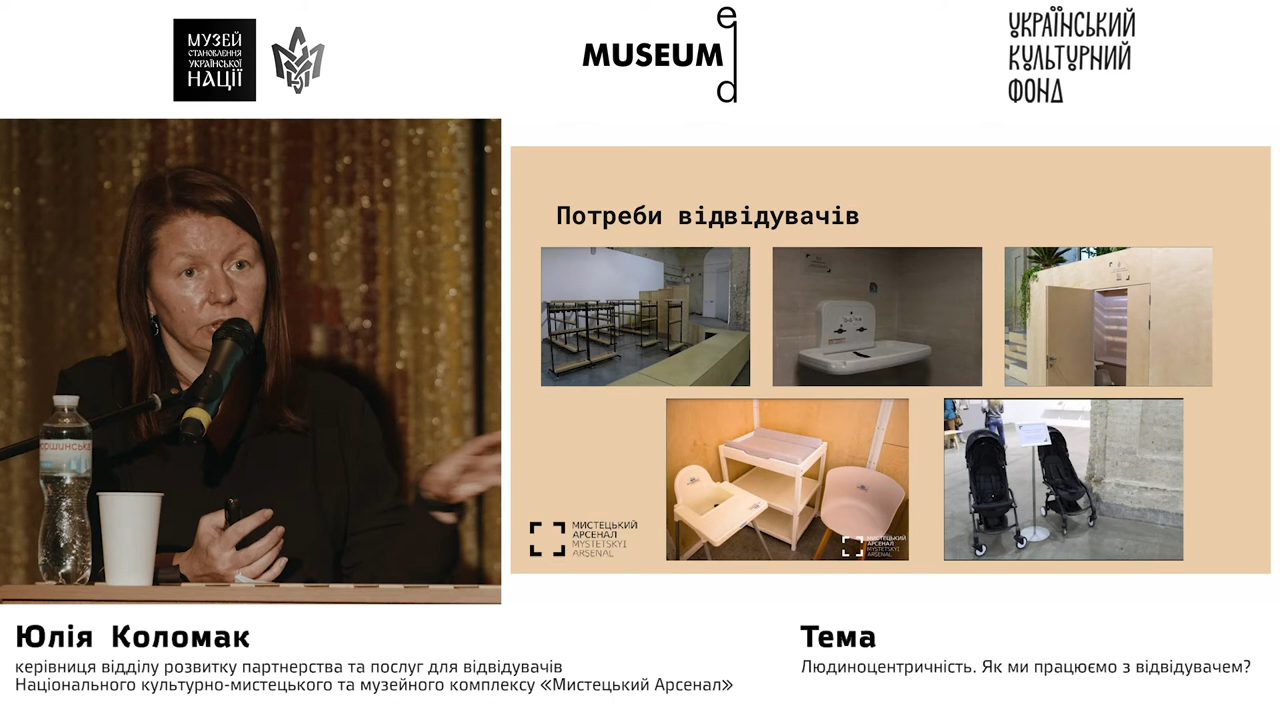 МУЗЕЙ
СТАНОВЛЕННЯ
УКРАЇНСЬКОЇ
НАЦІЇ
MUSEUM
ed
УКРАЇНСЬКИЙ
КУЛЬТУРНИЙ
ФОНД
Потреби відвідувачів
МИСТЕЦЬКИЙ
АРСЕНАЛ
MYSTETSKYI
ARSENAL
МИСТЕЦЬКИЙ
АРСЕНАЛ
MYSTETSKYI
ARSENAL
Юлія Коломак
керівниця відділу розвитку партнерства та послуг для відвідувачів
Національного культурно-мистецького та музейного комплексу «Мистецький Арсенал»
Тема
Людиноцентричність. Як ми працюємо з відвідувачем?